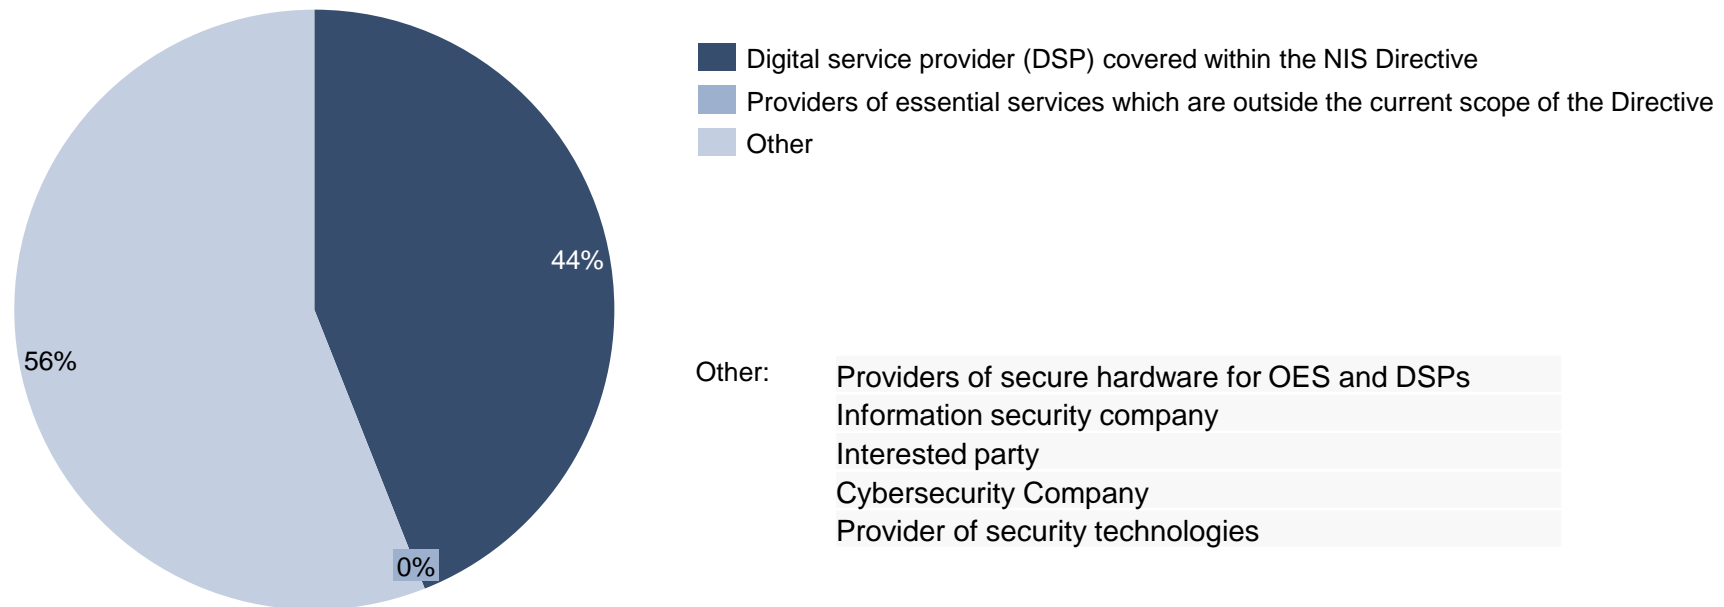 Digital service provider (DSP) covered within the NIS Directive
Providers of essential services which are outside the current scope of the Directive
Other
44%
56%
0%
Other:
Providers of secure hardware for OES and DSPs
Information security company
Interested party
Cybersecurity Company
Provider of security technologies